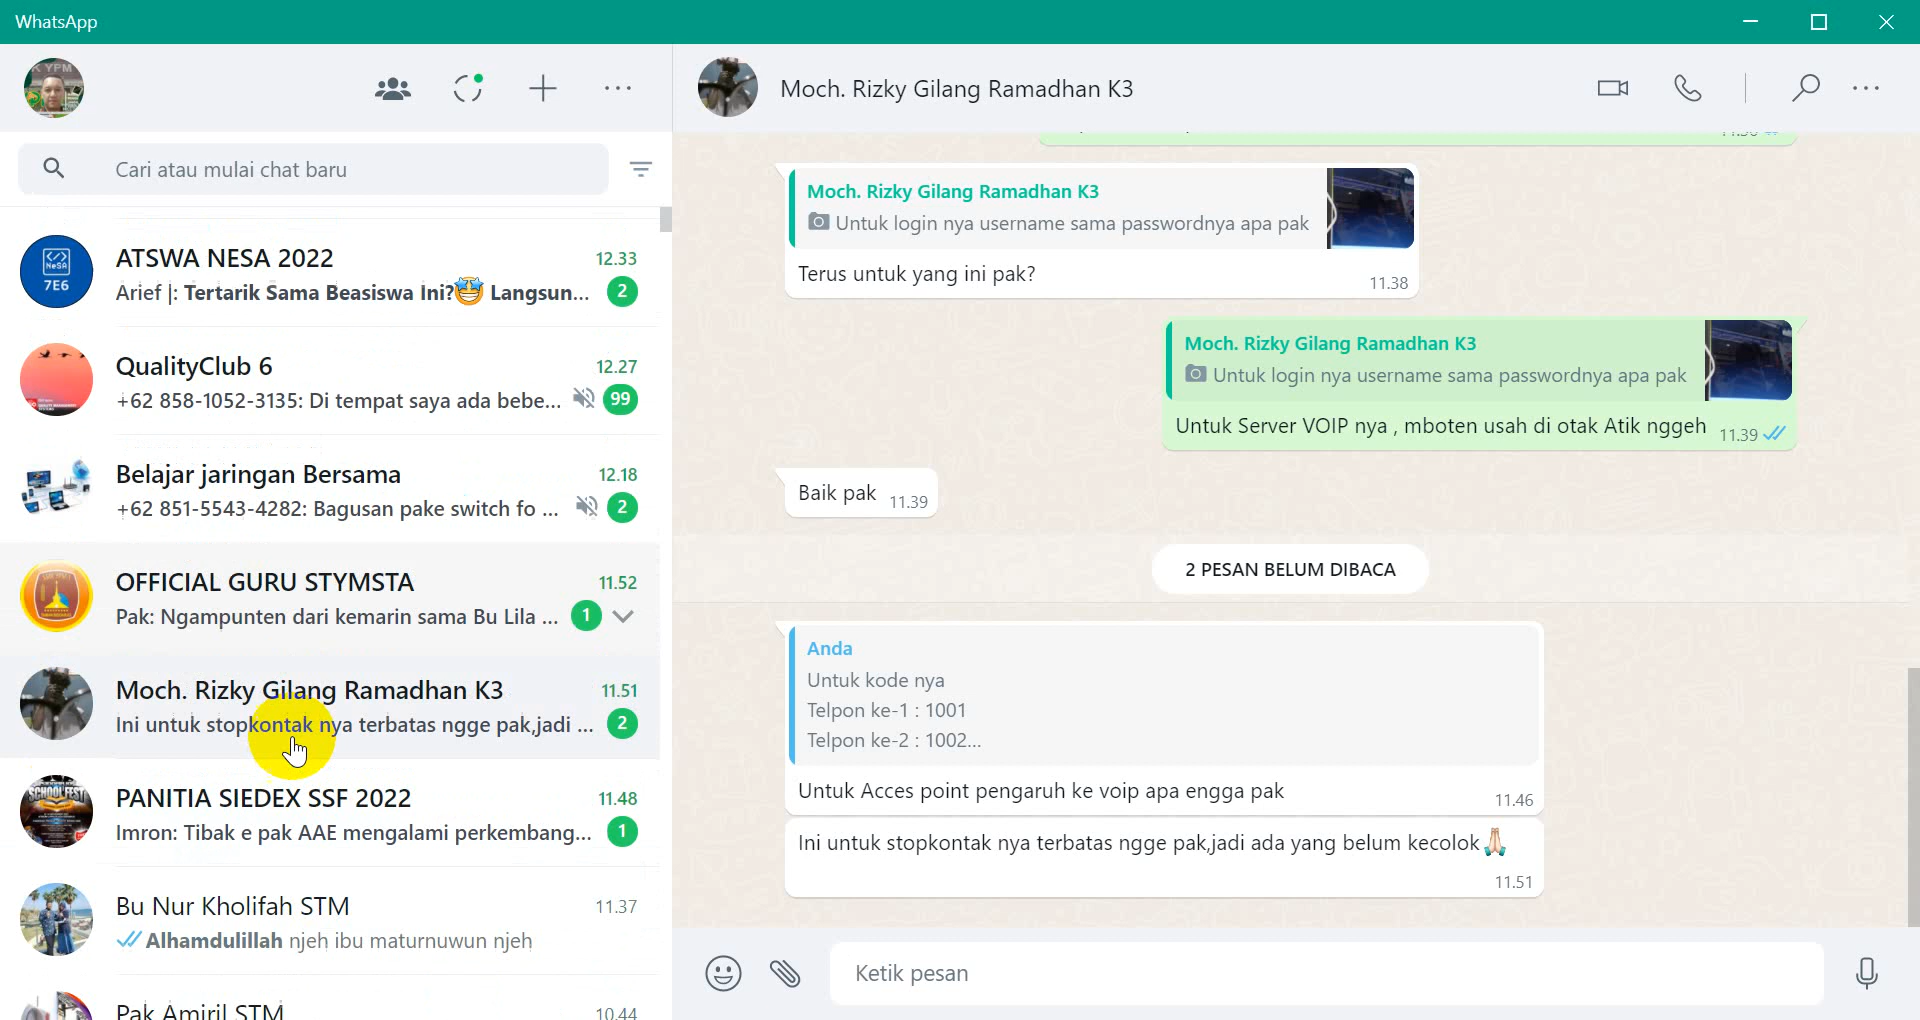 WhatsApp
K YPM
Cari atau mulai chat baru
NeSA
7E6
ATSWA NESA 2022
12.33
Arief |: Tertarik Sama Beasiswa Ini?🤩 Langsun...
2
QualityClub 6
12.27
+62 858-1052-3135: Di tempat saya ada bebe...
99
Belajar jaringan Bersama
12.18
+62 851-5543-4282: Bagusan pake switch fo ...
2
OFFICIAL GURU STYMSTA
11.52
Pak: Ngampunten dari kemarin sama Bu Lila ...
1
Moch. Rizky Gilang Ramadhan K3
11.51
Ini untuk stopkontak nya terbatas ngge pak,jadi ...
2
SCHOOLFEST
PANITIA SIEDEX SSF 2022
11.48
Imron: Tibak e pak AAE mengalami perkembang...
1
Bu Nur Kholifah STM
11.37
Alhamdulillah njeh ibu maturnuwun njeh
Pak Amiril STM
10.44
Moch. Rizky Gilang Ramadhan K3
Moch. Rizky Gilang Ramadhan K3
Untuk login nya username sama passwordnya apa pak
Terus untuk yang ini pak?
11.38
Moch. Rizky Gilang Ramadhan K3
Untuk login nya username sama passwordnya apa pak
Untuk Server VOIP nya , mboten usah di otak Atik nggeh
11.39
Baik pak
11.39
2 PESAN BELUM DIBACA
Anda
Untuk kode nya
Telpon ke-1 : 1001
Telpon ke-2 : 1002...
Untuk Acces point pengaruh ke voip apa engga pak
11.46
Ini untuk stopkontak nya terbatas ngge pak,jadi ada yang belum kecolok🙏🏻
11.51
Ketik pesan